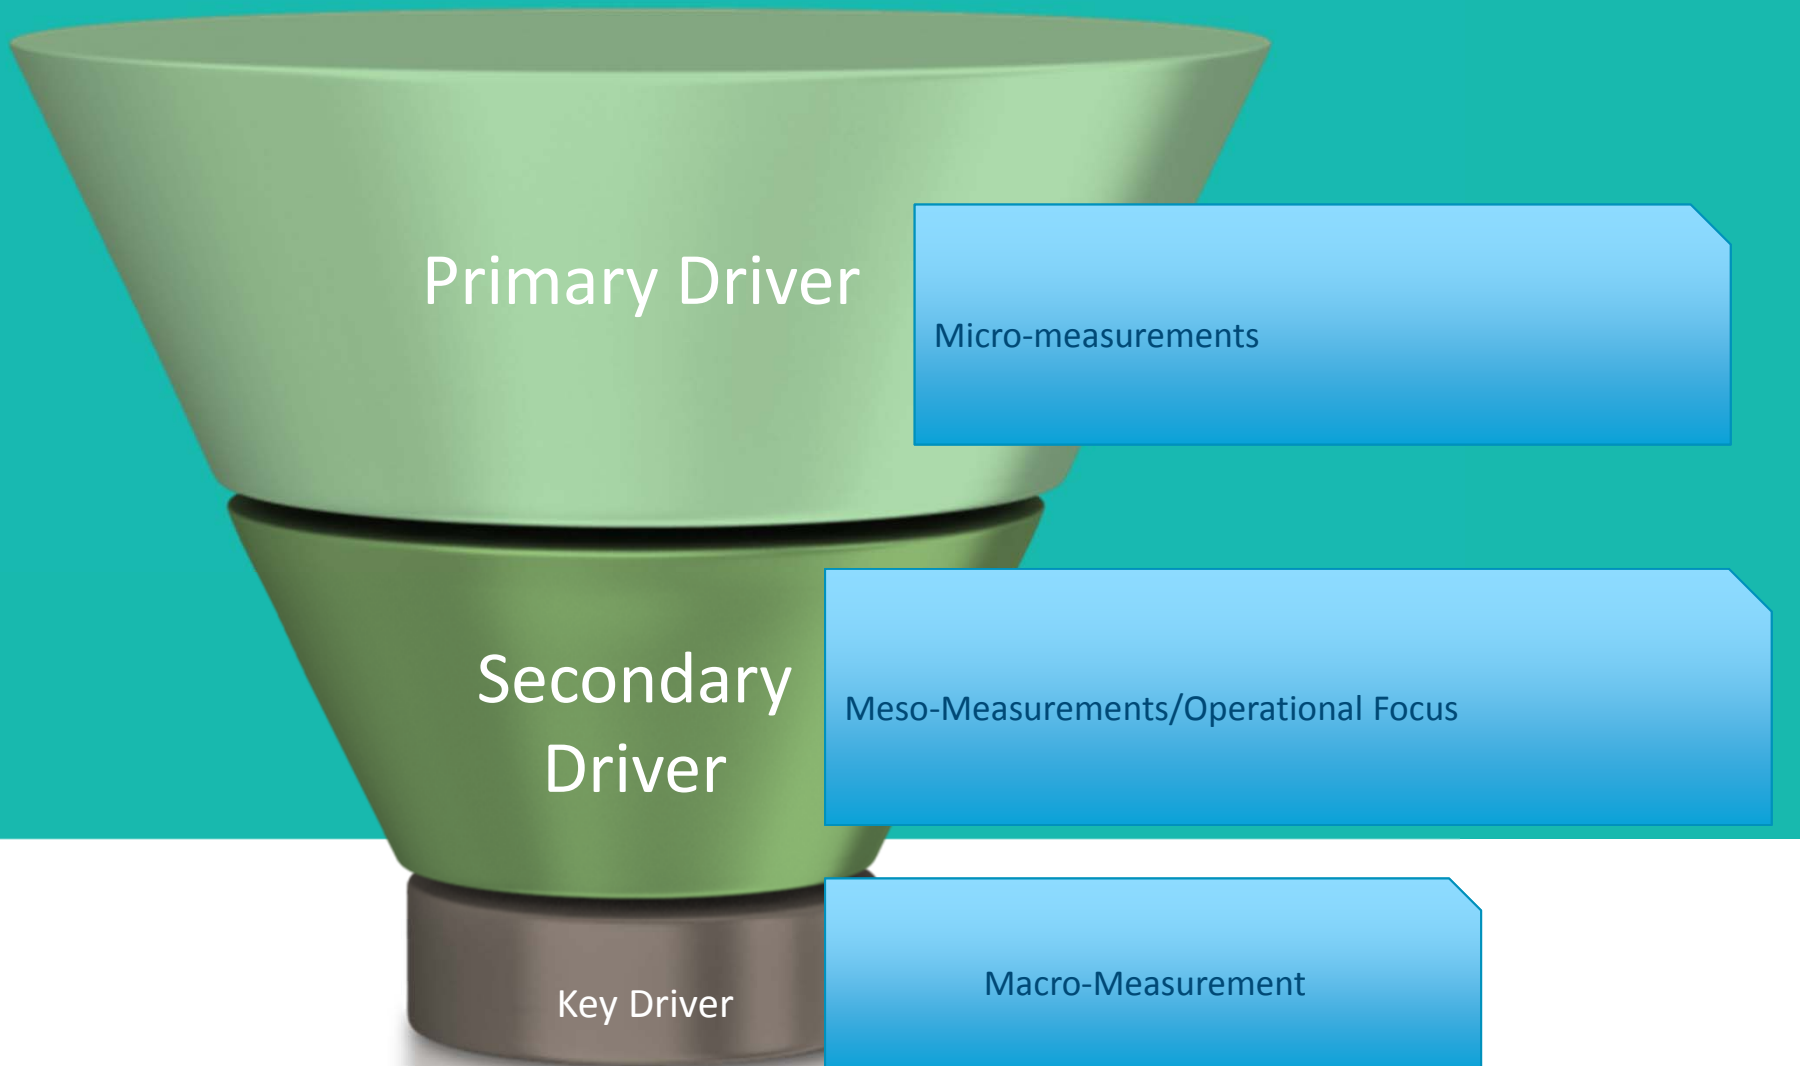 Primary Driver
Micro-measurements
Secondary
Driver
Meso-Measurements/Operational Focus
Key Driver
Macro-Measurement